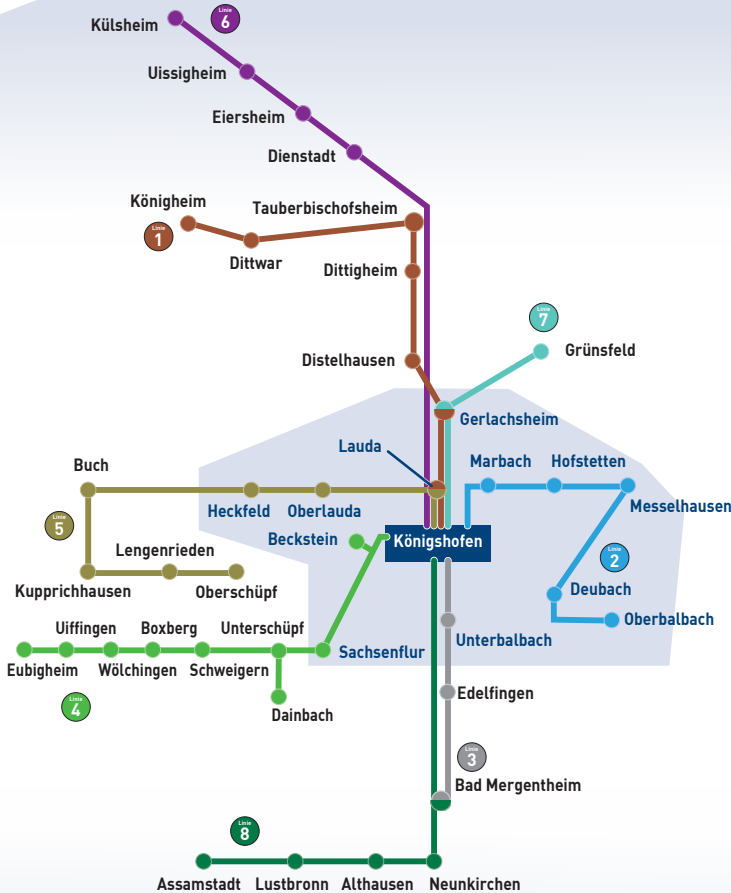 Külsheim
Linie
6
Uissigheim
Eiersheim
Dienstadt
Königheim
Tauberbischofsheim
Linie
1
Dittwar
Dittigheim
Linie
7
Distelhausen
Grünsfeld
Gerlachsheim
Lauda
Buch
Marbach
Hofstetten
Messelhausen
Heckfeld
Oberlauda
Linie
5
Beckstein
Königshofen
Lengenrieden
Linie
2
Kupprichhausen
Oberschüpf
Deubach
Oberbalbach
Uiffingen
Boxberg
Unterschüpf
Unterbalbach
Sachsenflur
Eubigheim
Wölchingen
Schweigern
Edelfingen
Linie
4
Dainbach
Linie
3
Bad Mergentheim
Linie
8
Assamstadt
Lustbronn
Althausen
Neunkirchen